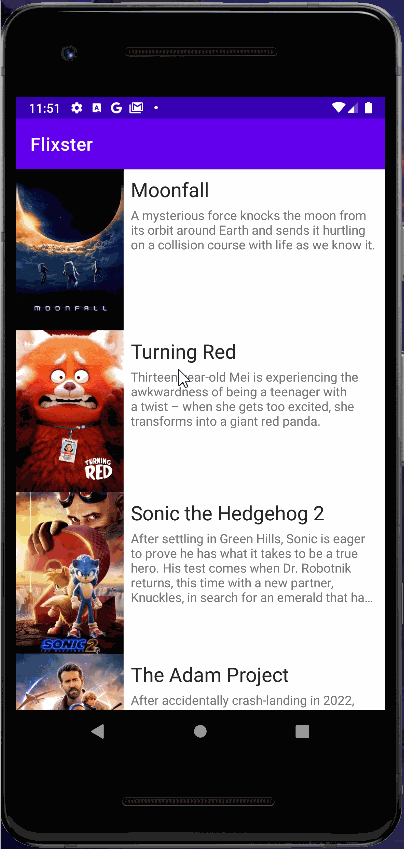 11:51
Flixster
Moonfall
A mysterious force knocks the moon from
its orbit around Earth and sends it hurtling
on a collision course with life as we know it.
MOONFALL
Turning Red
Thirteen-year-old Mei is experiencing the
awkwardness of being a teenager with
a twist – when she gets too excited, she
transforms into a giant red panda.
TURNING
RED
Sonic the Hedgehog 2
After settling in Green Hills, Sonic is eager
to prove he has what it takes to be a true
hero. His test comes when Dr. Robotnik
returns, this time with a new partner,
Knuckles, in search for an emerald that ha…
SONIC 2
The Adam Project
After accidentally crash-landing in 2022,